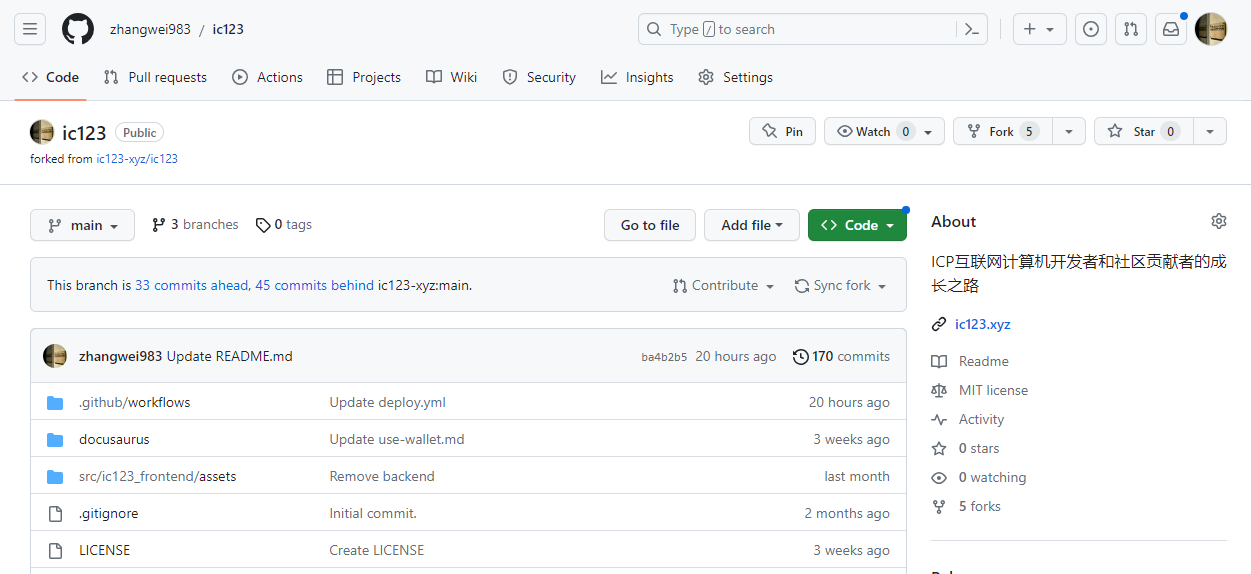 zhangwei983 / ic123
Type / to search
Code Pull requests Actions Projects Wiki Security Insights Settings
ic123 Public
Pin Watch 0 Fork 5 Star 0
forked from ic123-xyz/ic123
main 3 branches 0 tags Go to file Add file Code
About
ICP互联网计算机开发者和社区贡献者的成
长之路
This branch is 33 commits ahead, 45 commits behind ic123-xyz:main. Contribute Sync fork
ic123.xyz
zhangwei983 Update README.md ba4b2b5 20 hours ago 170 commits
Readme
MIT license
.github/workflows Update deploy.yml 20 hours ago
Activity
docusaurus Update use-wallet.md 3 weeks ago
0 stars
src/ic123_frontend/assets Remove backend last month
0 watching
.gitignore Initial commit. 2 months ago
5 forks
LICENSE Create LICENSE 3 weeks ago